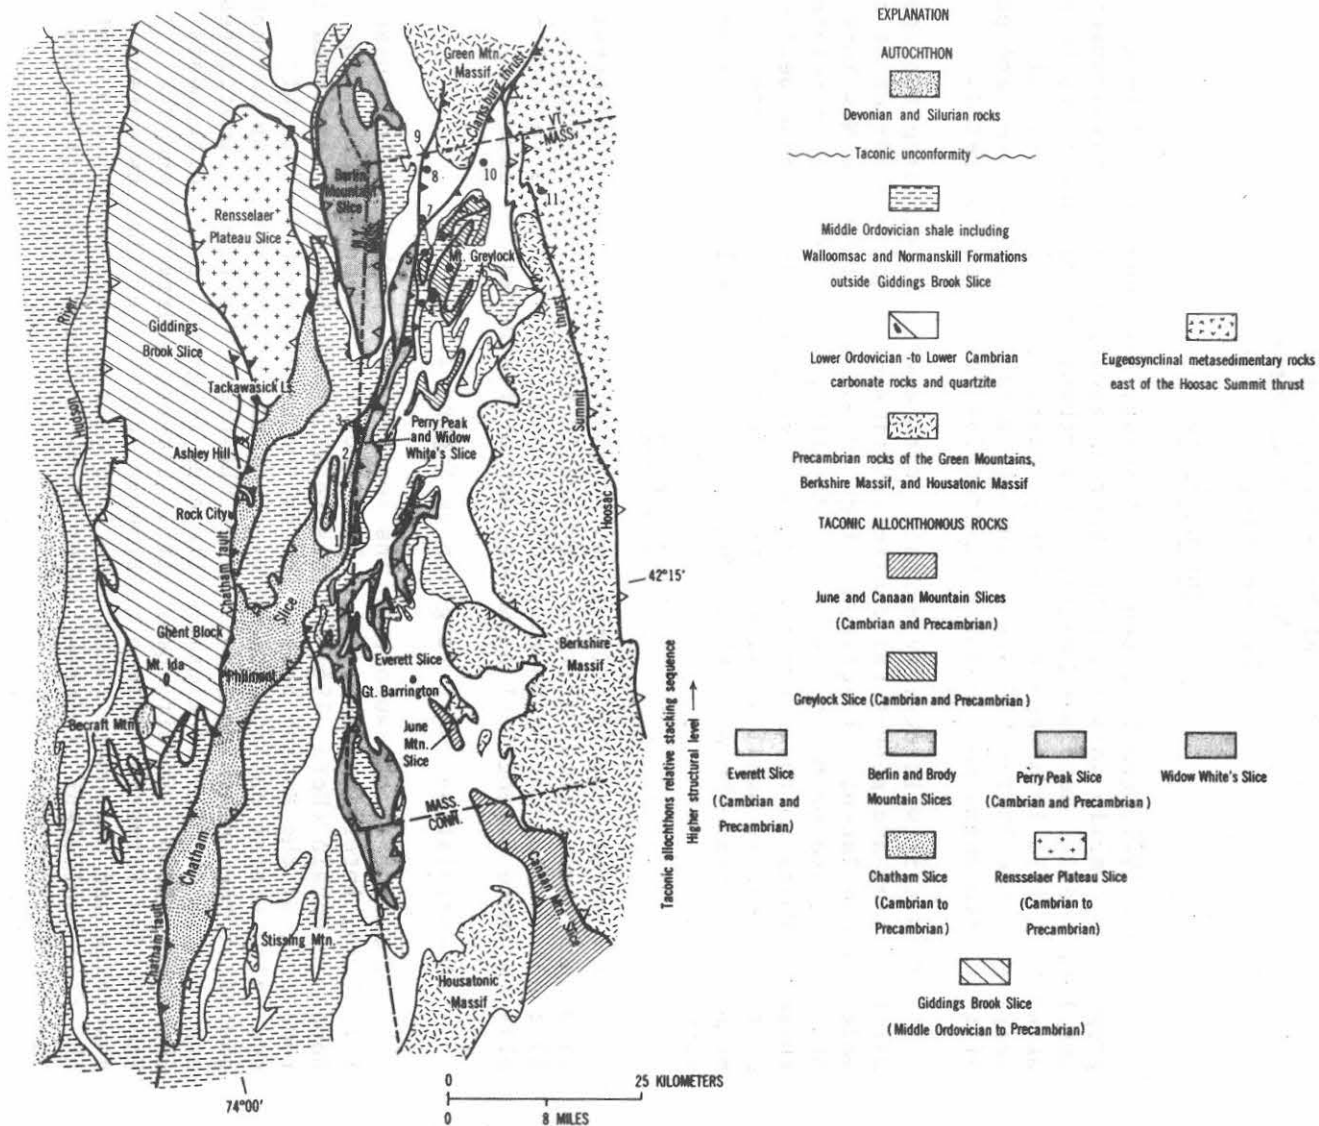 Green Mtn.
Massif
Clarksburg thrust
VT.
MASS.
9
8
10
11
Berlin
Mountain
Slice
N.Y.
MASS.
7
5
4
Mt. Greylock
Rensselaer
Plateau Slice
River
Hudson
Giddings
Brook Slice
Tackawasick Ls.
thrust
Summit
Hoosac
3
2
1
Perry Peak
and Widow
White's Slice
Ashley Hill
Rock City
Chatham fault
42°15'
Slice
Ghent Block
Mt. Ida
Philmont
Everett Slice
Gt. Barrington
Berkshire
Massif
Becraft Mtn.
June
Mtn.
Slice
MASS.
CONN.
Chatham
Canaan Mtn. Slice
Chatham fault
Stissing Mtn.
Housatonic
Massif
74°00'
0 25 KILOMETERS
0 8 MILES
EXPLANATION
AUTOCHTHON
Devonian and Silurian rocks
Taconic unconformity
Middle Ordovician shale including
Walloomsac and Normanskill Formations
outside Giddings Brook Slice
Lower Ordovician -to Lower Cambrian
carbonate rocks and quartzite
Eugeosynclinal metasedimentary rocks
east of the Hoosac Summit thrust
Precambrian rocks of the Green Mountains,
Berkshire Massif, and Housatonic Massif
TACONIC ALLOCHTHONOUS ROCKS
June and Canaan Mountain Slices
(Cambrian and Precambrian)
Greylock Slice (Cambrian and Precambrian)
Taconic allochthons relative stacking sequence
Higher structural level
Everett Slice
(Cambrian and
Precambrian)
Berlin and Brody
Mountain Slices
Perry Peak Slice
(Cambrian and Precambrian)
Widow White's Slice
Chatham Slice
(Cambrian to
Precambrian)
Rensselaer Plateau Slice
(Cambrian to
Precambrian)
Giddings Brook Slice
(Middle Ordovician to Precambrian)